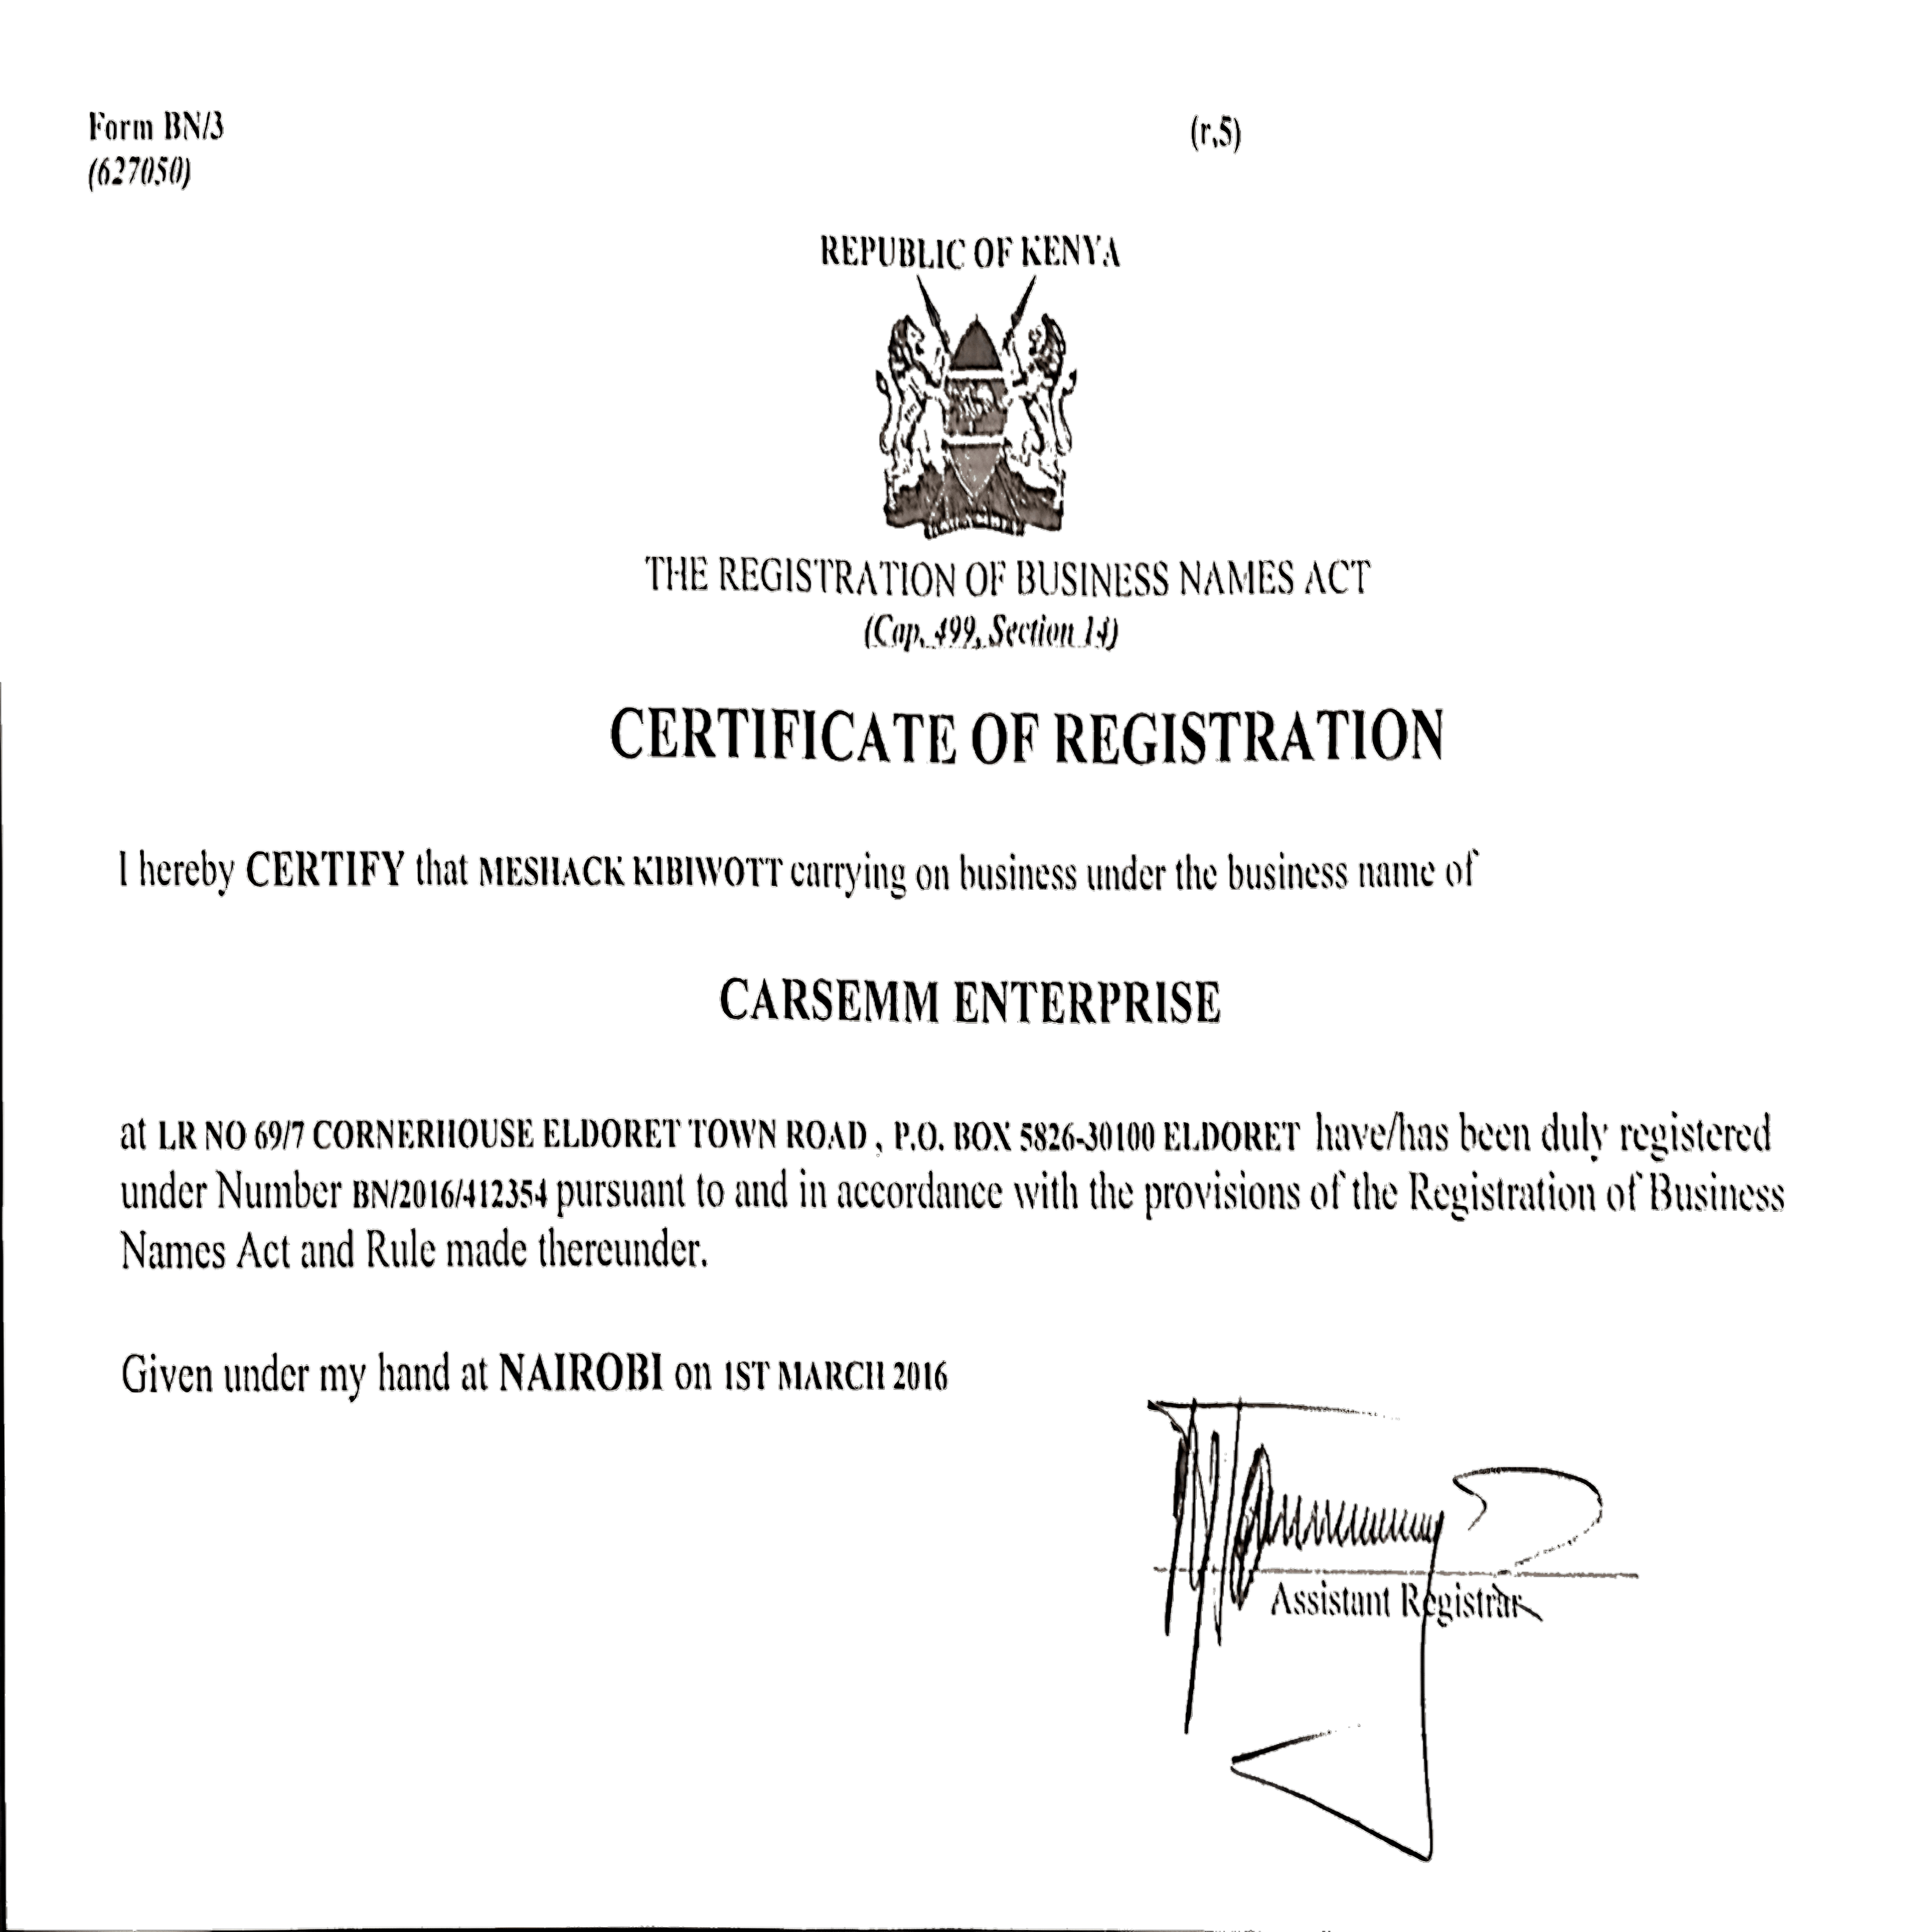 Form BN/3
(r.5)
(627050)
REPUBLIC OF KENYA
THE REGISTRATION OF BUSINESS NAMES ACT
(Cap. 499, Section 14)
CERTIFICATE OF REGISTRATION
I hereby CERTIFY that MESHACK KIBIWOTT carrying on business under the business name of
CARSEMM ENTERPRISE
at LR NO 69/7 CORNERHOUSE ELDORET TOWN ROAD , P.O. BOX 5826-30100 ELDORET have/has been duly registered
under Number BN/2016/412354 pursuant to and in accordance with the provisions of the Registration of Business
Names Act and Rule made thereunder.
Given under my hand at NAIROBI on 1ST MARCH 2016
Assistant Registrar